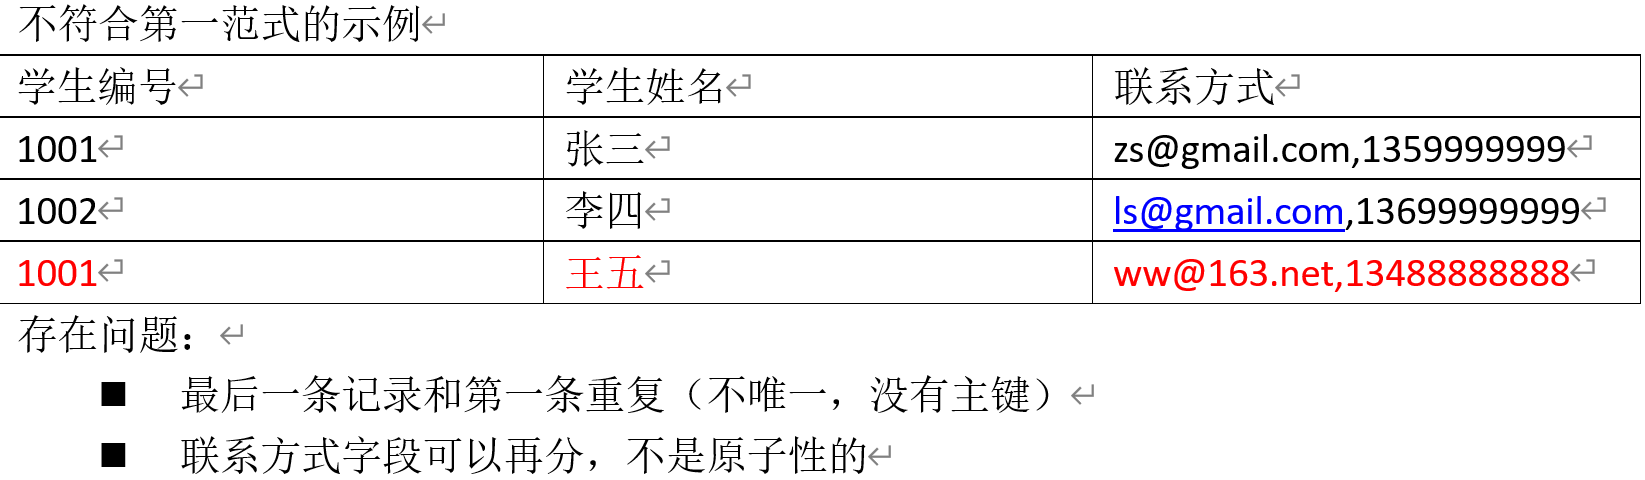 不符合第一范式的示例
学生编号 学生姓名 联系方式
1001 张三 zs@gmail.com,1359999999
1002 李四 ls@gmail.com,13699999999
1001 王五 ww@163.net,13488888888
存在问题：
■ 最后一条记录和第一条重复（不唯一，没有主键）
■ 联系方式字段可以再分，不是原子性的